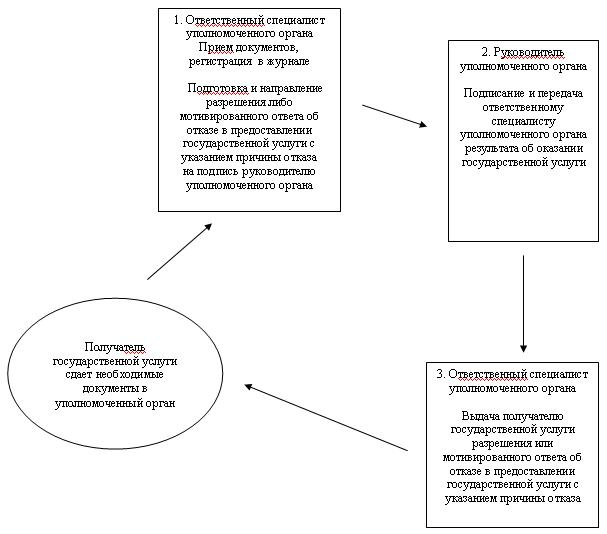 1. Ответственный специалист
уполномоченного органа
Прием документов,
регистрация в журнале
Подготовка и направление
разрешения либо
мотивированного ответа об
отказе в предоставлении
государственной услуги с
указанием причины отказа
на подпись руководителю
уполномоченного органа
2. Руководитель
уполномоченного органа
Подписание и передача
ответственному
специалисту
уполномоченного органа
результата об оказании
государственной услуги
3. Ответственный специалист
уполномоченного органа
Выдача получателю
государственной услуги
разрешения или
мотивированного ответа об
отказе в предоставлении
государственной услуги с
указанием причины отказа
Получатель
государственной услуги
сдает необходимые
документы в
уполномоченный орган